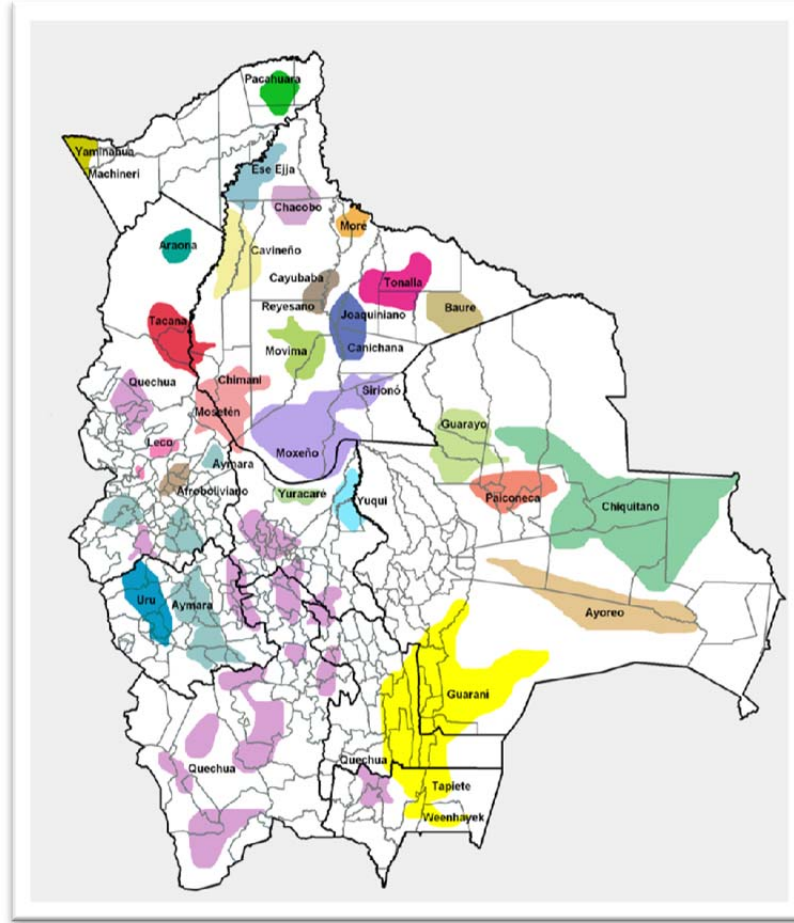 Pacahuara
Yaminahua
Machineri
Ese Ejja
Chacobo
Moré
Araona
Cavineño
Cayubaba
Tonalla
Reyesano
Joaquiniano
Baure
Tacana
Movima
Canichana
Quechua
Chimani
Sirionó
Mosetén
Guarayo
Leco
Moxeño
Aymara
Afroboliviano
Yuracaré
Yuqui
Paiconeca
Chiquitano
Uru
Aymara
Ayoreo
Guarani
Quechua
Quechua
Tapiete
Weenhayek